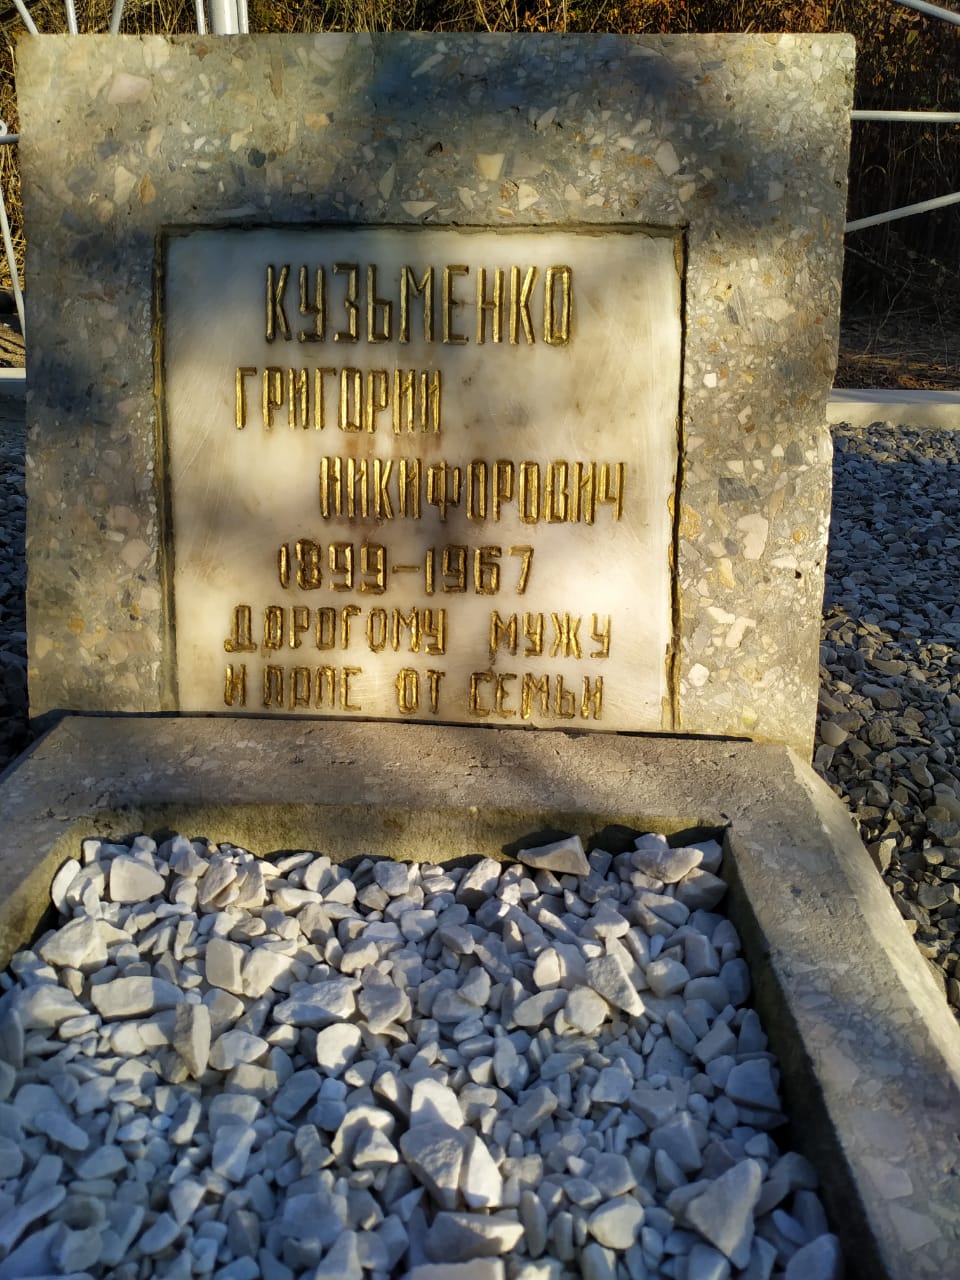 КУЗЬМЕНКО
ГРИГОРИИ
НИКИФОРОВИЧ
1899-1967
ДОРОГОМУ МУЖУ
И ПАПЕ ОТ СЕМЬИ